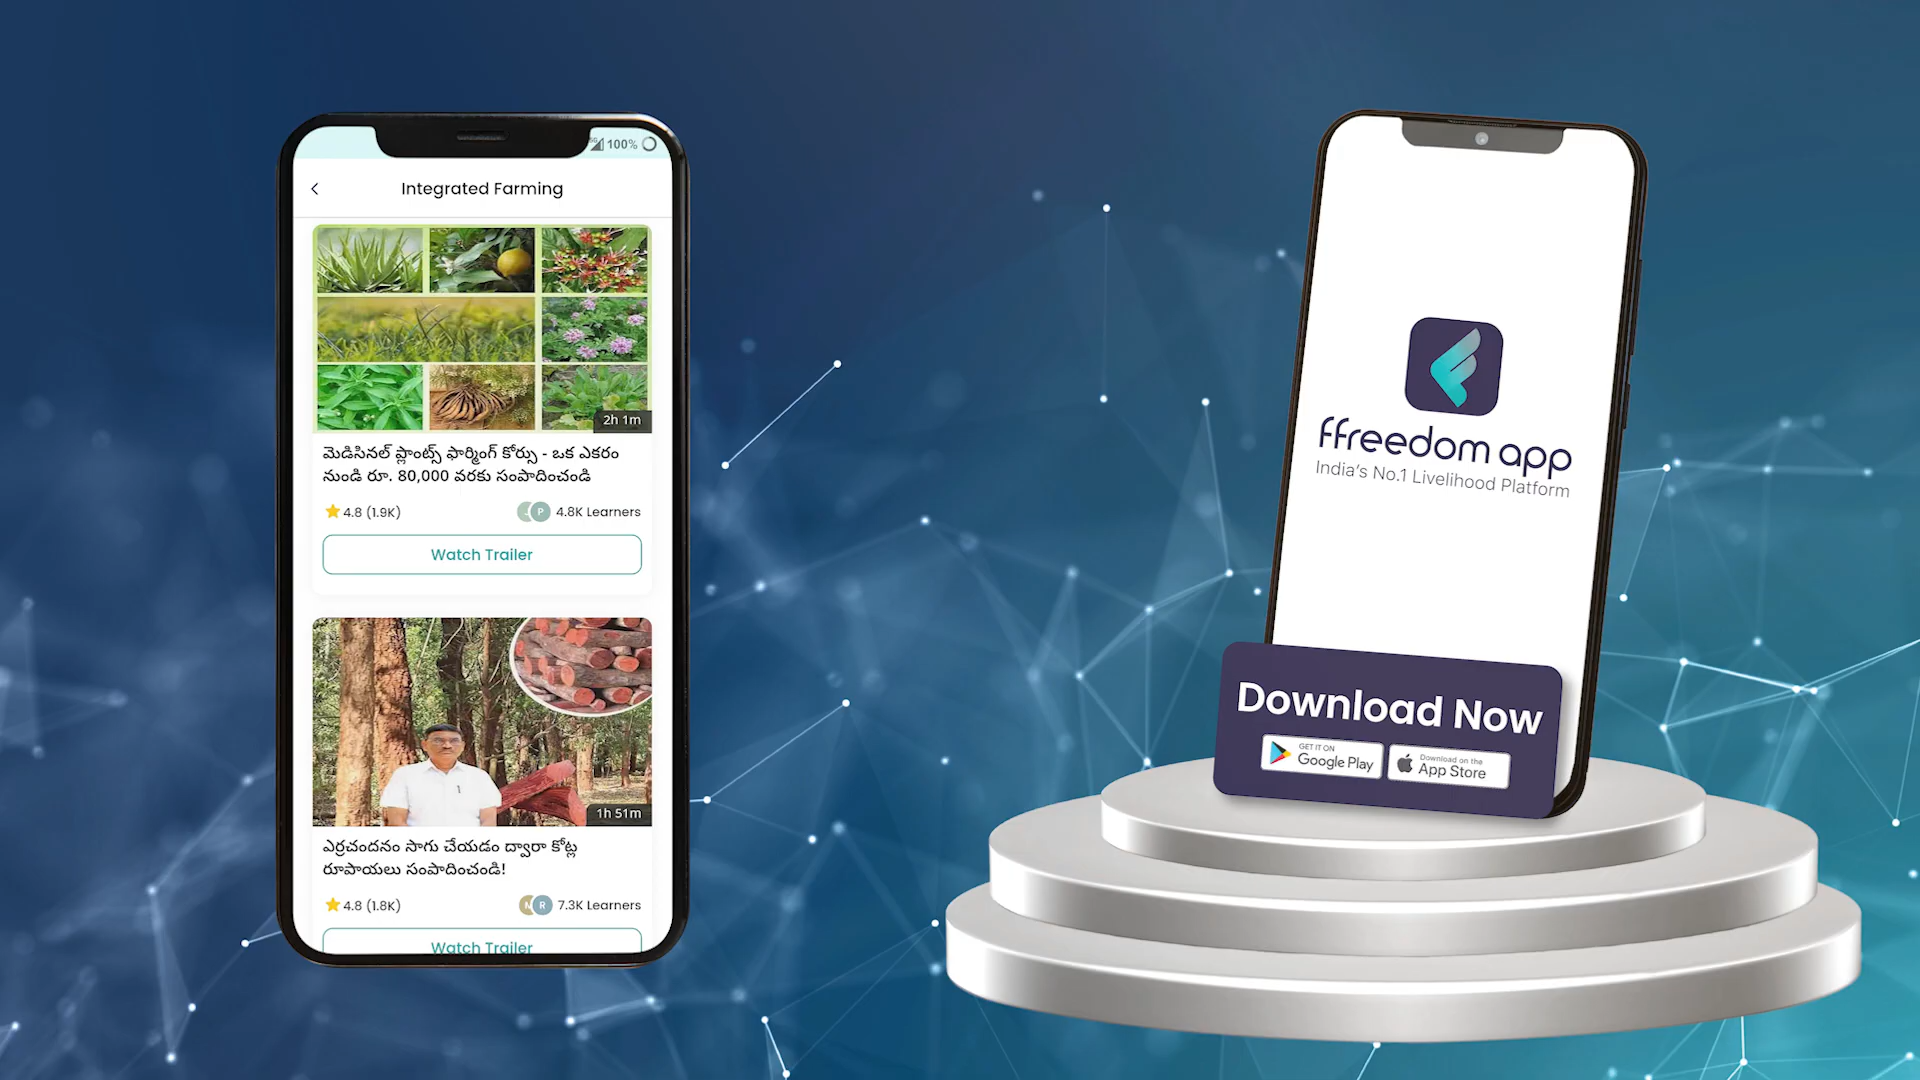 100%
Integrated Farming
2h 1m
మెడిసినల్ ప్లాంట్స్ ఫార్మింగ్ కోర్సు - ఒక ఎకరం
నుండి రూ. 80,000 వరకు సంపాదించండి
4.8 (1.9K)
P
4.8K Learners
Watch Trailer
1h 51m
ఎర్రచందనం సాగు చేయడం ద్వారా కోట్ల
రూపాయలు సంపాదించండి!
4.8 (1.8K)
R
7.3K Learners
Watch Trailer
ffreedom app
India's No.1 Livelihood Platform
Download Now
GET IT ON
Google Play
Download on the
App Store